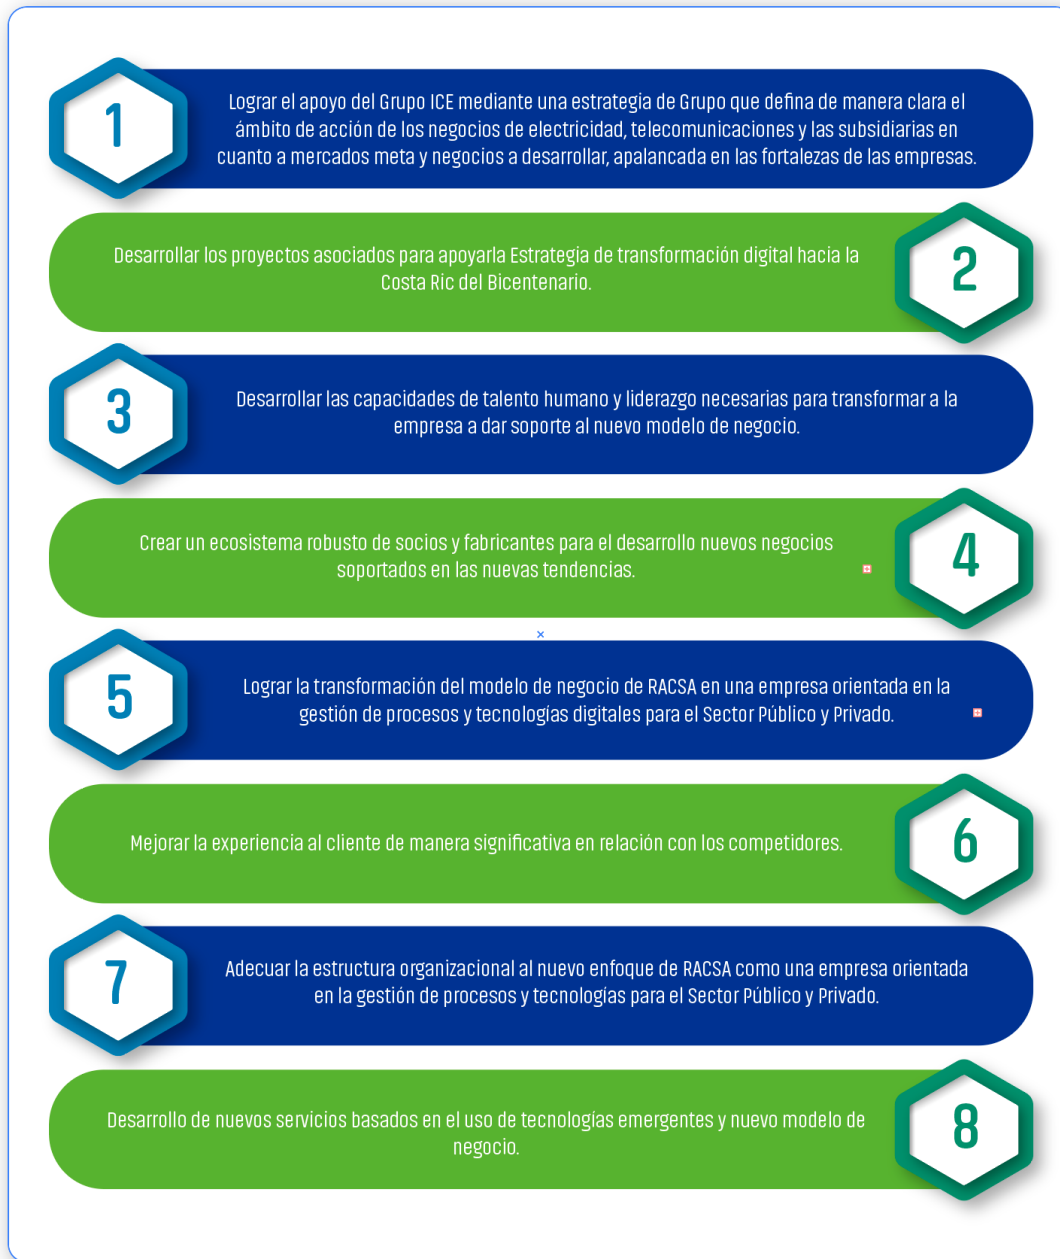 1
Lograr el apoyo del Grupo ICE mediante una estrategia de Grupo que defina de manera clara el
ámbito de acción de los negocios de electricidad, telecomunicaciones y las subsidiarias en
cuanto a mercados meta y negocios a desarrollar, apalancada en las fortalezas de las empresas.
Desarrollar los proyectos asociados para apoyarla Estrategia de transformación digital hacia la
Costa Ric del Bicentenario.
2
3
Desarrollar las capacidades de talento humano y liderazgo necesarias para transformar a la
empresa a dar soporte al nuevo modelo de negocio.
Crear un ecosistema robusto de socios y fabricantes para el desarrollo nuevos negocios
soportados en las nuevas tendencias.
4
5
Lograr la transformación del modelo de negocio de RACSA en una empresa orientada en la
gestión de procesos y tecnologías digitales para el Sector Público y Privado.
Mejorar la experiencia al cliente de manera significativa en relación con los competidores.
6
7
Adecuar la estructura organizacional al nuevo enfoque de RACSA como una empresa orientada
en la gestión de procesos y tecnologías para el Sector Público y Privado.
Desarrollo de nuevos servicios basados en el uso de tecnologías emergentes y nuevo modelo de
negocio.
8